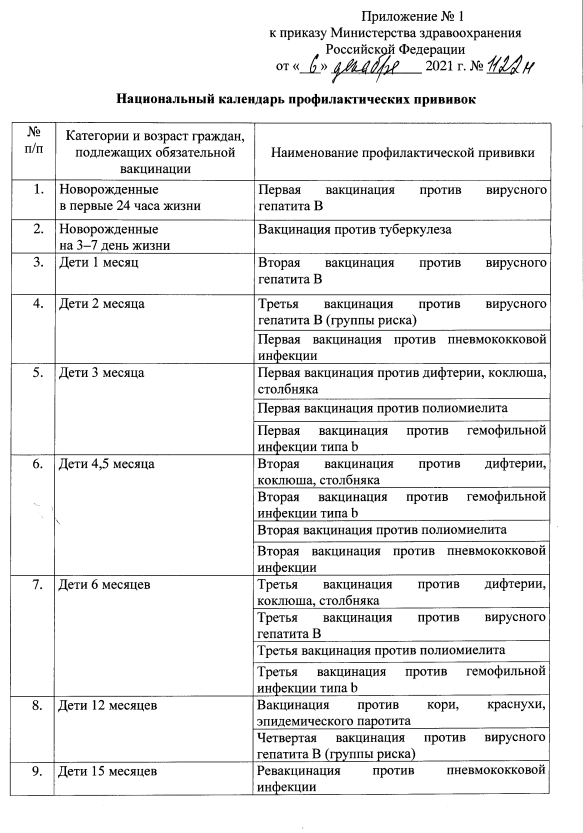 Приложение № 1
к приказу Министерства здравоохранения
Российской Федерации
от « 6 » декабря 2021 г. № 1122н
Национальный календарь профилактических прививок
№
п/п
Категории и возраст граждан,
подлежащих обязательной
вакцинации
Наименование профилактической прививки
1.
Новорожденные
в первые 24 часа жизни
Первая вакцинация против вирусного
гепатита В
2.
Новорожденные
на 3–7 день жизни
Вакцинация против туберкулеза
3.
Дети 1 месяц
Вторая вакцинация против вирусного
гепатита В
4.
Дети 2 месяца
Третья вакцинация против вирусного
гепатита В (группы риска)
Первая вакцинация против пневмококковой
инфекции
5.
Дети 3 месяца
Первая вакцинация против дифтерии, коклюша,
столбняка
Первая вакцинация против полиомиелита
Первая вакцинация против гемофильной
инфекции типа b
6.
Дети 4,5 месяца
Вторая вакцинация против дифтерии,
коклюша, столбняка
Вторая вакцинация против гемофильной
инфекции типа b
Вторая вакцинация против полиомиелита
Вторая вакцинация против пневмококковой
инфекции
7.
Дети 6 месяцев
Третья вакцинация против дифтерии,
коклюша, столбняка
Третья вакцинация против вирусного
гепатита В
Третья вакцинация против полиомиелита
Третья вакцинация против гемофильной
инфекции типа b
8.
Дети 12 месяцев
Вакцинация против кори, краснухи,
эпидемического паротита
Четвертая вакцинация против вирусного
гепатита В (группы риска)
9.
Дети 15 месяцев
Ревакцинация против пневмококковой
инфекции